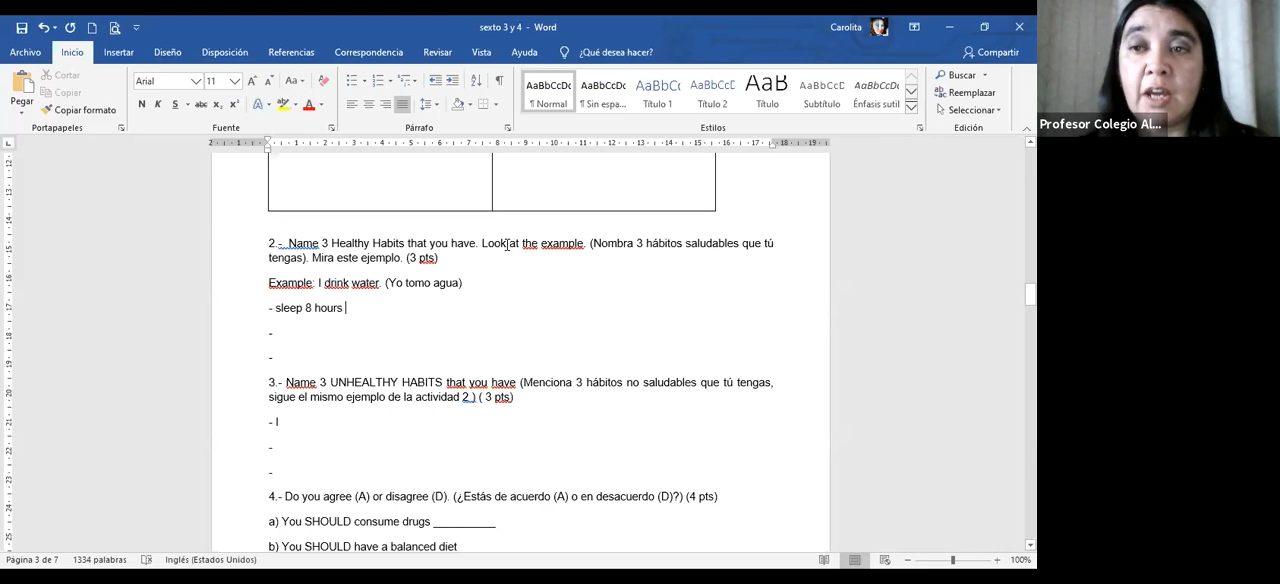 sexto 3 y 4 - Word
Carolita
Archivo Inicio Insertar Diseño Disposición Referencias Correspondencia Revisar Vista Ayuda ¿Qué desea hacer? Compartir
Pegar
Cortar
Copiar
Copiar formato
Portapapeles
Arial 11
Fuente
Párrafo
AaBbCcDc AaBbCcDc AaBbC( AaBbCcD AaB AaBbCcD AaBbCcDc
¶ Normal ¶ Sin espa... Título 1 Título 2 Título Subtítulo Énfasis sutil
Estilos
Buscar
Reemplazar
Seleccionar
Edición
Profesor Colegio Al...
2.- Name 3 Healthy Habits that you have. Look at the example. (Nombra 3 hábitos saludables que tú
tengas). Mira este ejemplo. (3 pts)
Example: I drink water. (Yo tomo agua)
- sleep 8 hours
-
-
3.- Name 3 UNHEALTHY HABITS that you have (Menciona 3 hábitos no saludables que tú tengas,
sigue el mismo ejemplo de la actividad 2 ) ( 3 pts)
- I
-
-
4.- Do you agree (A) or disagree (D). (¿Estás de acuerdo (A) o en desacuerdo (D)?) (4 pts)
a) You SHOULD consume drugs __________
b) You SHOULD have a balanced diet
Página 3 de 7 1334 palabras Inglés (Estados Unidos) 100%